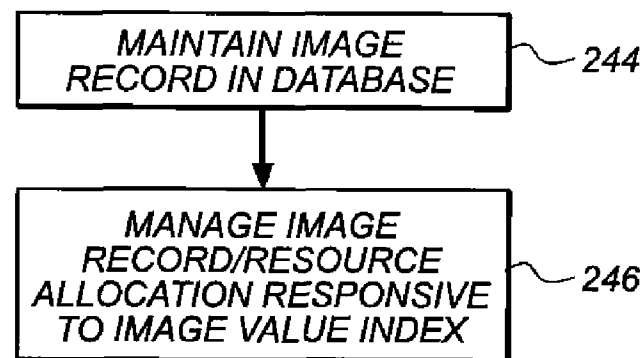 MAINTAIN IMAGE
RECORD IN DATABASE
244
MANAGE IMAGE
RECORD/RESOURCE
ALLOCATION RESPONSIVE
TO IMAGE VALUE INDEX
246